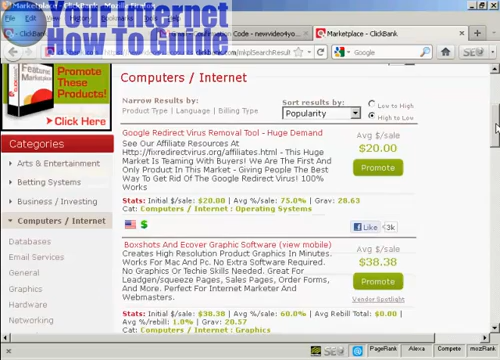 Marketplace - ClickBank - Mozilla Firefox
Your Internet
How To Guide
Marketplace - ClickBank
Google
Feature
Marketplace
PROMOTE
THESE
PRODUCTS!
Click Here
Categories
Arts & Entertainment
Betting Systems
Business / Investing
Computers / Internet
Databases
Email Services
General
Graphics
Hardware
Networking
Computers / Internet
Narrow Results by:
Product Type | Language | Billing Type
Sort results by:
Popularity
Low to High
High to Low
Google Redirect Virus Removal Tool - Huge Demand
See Our Affiliate Resources At
Http://fixredirectvirus.org/affiliates.html - This Huge
Market Is Teaming With Buyers! We Are The First And
Only Product In This Market - Giving People The Best
Way To Get Rid Of The Google Redirect Virus! 100%
Works
Avg $/sale
$20.00
Promote
Stats: Initial $/sale: $20.00 | Avg %/sale: 75.0% | Grav: 28.63
Cat: Computers / Internet : Operating Systems
Like
3k
Boxshots And Ecover Graphic Software (view mobile)
Creates High Resolution Product Graphics In Minutes.
Works For Mac And Pc. No Extra Software Required.
No Graphics Or Techie Skills Needed. Great For
Leadgen/squeeze Pages, Sales Pages, Order Forms,
And More. Perfect For Internet Marketer And
Webmasters.
Avg $/sale
$38.38
Promote
Vendor Spotlight
Stats: Initial $/sale: $38.38 | Avg %/sale: 60.0% | Avg Rebill Total: $0.00 |
Avg %/rebill: 1.0% | Grav: 20.57
Cat: Computers / Internet : Graphics
PageRank
Alexa
Compete
mozRank